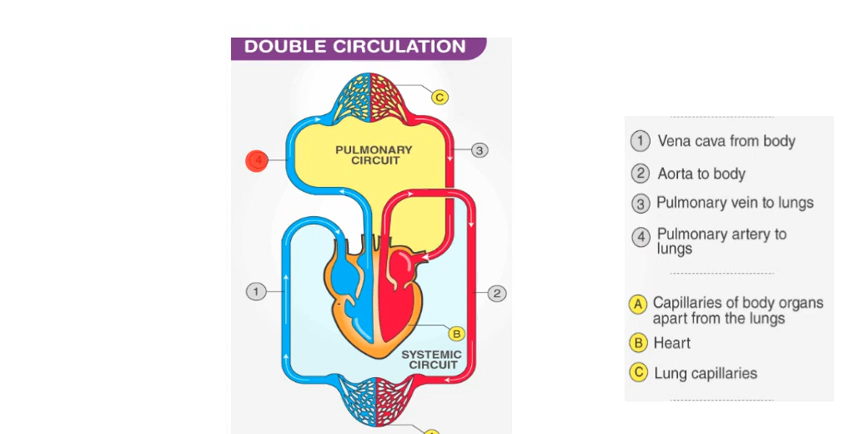 DOUBLE CIRCULATION
C
PULMONARY
CIRCUIT
3
4
1
2
B
SYSTEMIC
CIRCUIT
1 Vena cava from body
2 Aorta to body
3 Pulmonary vein to lungs
4 Pulmonary artery to
lungs
A Capillaries of body organs
apart from the lungs
B Heart
C Lung capillaries